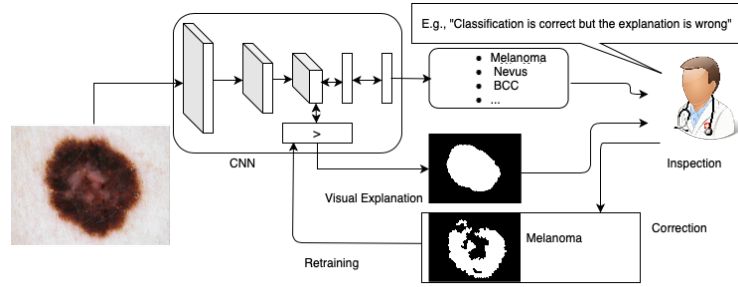 E.g., "Classification is correct but the explanation is wrong"
Melanoma
Nevus
BCC
...
>
CNN
Visual Explanation
Inspection
Melanoma
Correction
Retraining